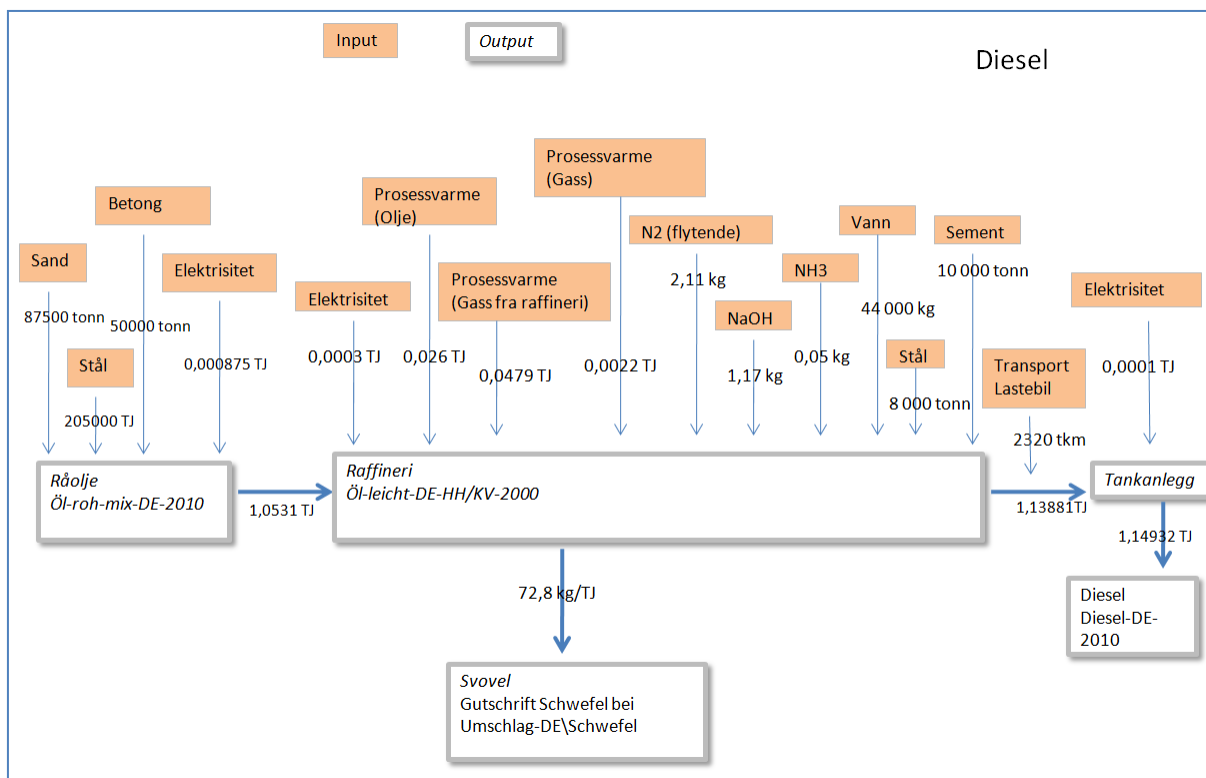 Input
Output
Diesel
Prosessvarme
(Gass)
Betong
Prosessvarme
(Olje)
N2 (flytende)
Vann
Sement
Sand
Elektrisitet
Elektrisitet
Prosessvarme
(Gass fra raffineri)
NH3
Elektrisitet
2,11 kg
10 000 tonn
87500 tonn
50000 tonn
44 000 kg
NaOH
Stål
0,000875 TJ
0,0003 TJ
0,026 TJ
0,0479 TJ
0,0022 TJ
1,17 kg
0,05 kg
Stål
8 000 tonn
Transport
Lastebil
0,0001 TJ
205000 TJ
2320 tkm
Råolje
Öl-roh-mix-DE-2010
1,0531 TJ
Raffineri
Öl-leicht-DE-HH/KV-2000
1,13881TJ
Tankanlegg
1,14932 TJ
72,8 kg/TJ
Diesel
Diesel-DE-
2010
Svovel
Gutschrift Schwefel bei
Umschlag-DE\Schwefel